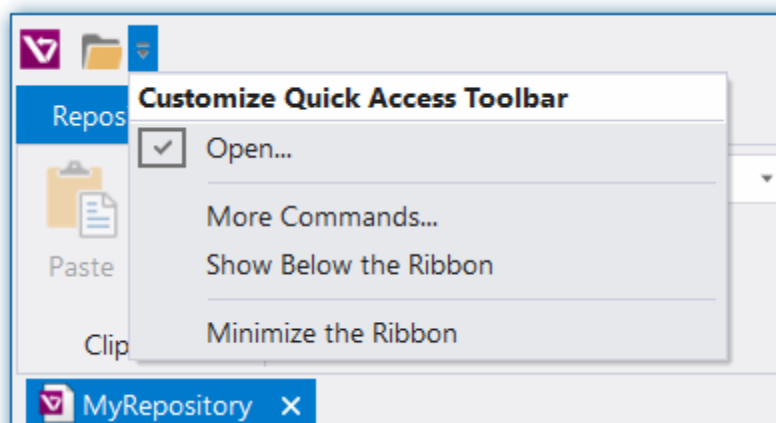 Customize Quick Access Toolbar
Repos
Open...
More Commands...
Paste
Show Below the Ribbon
Clip
Minimize the Ribbon
MyRepository